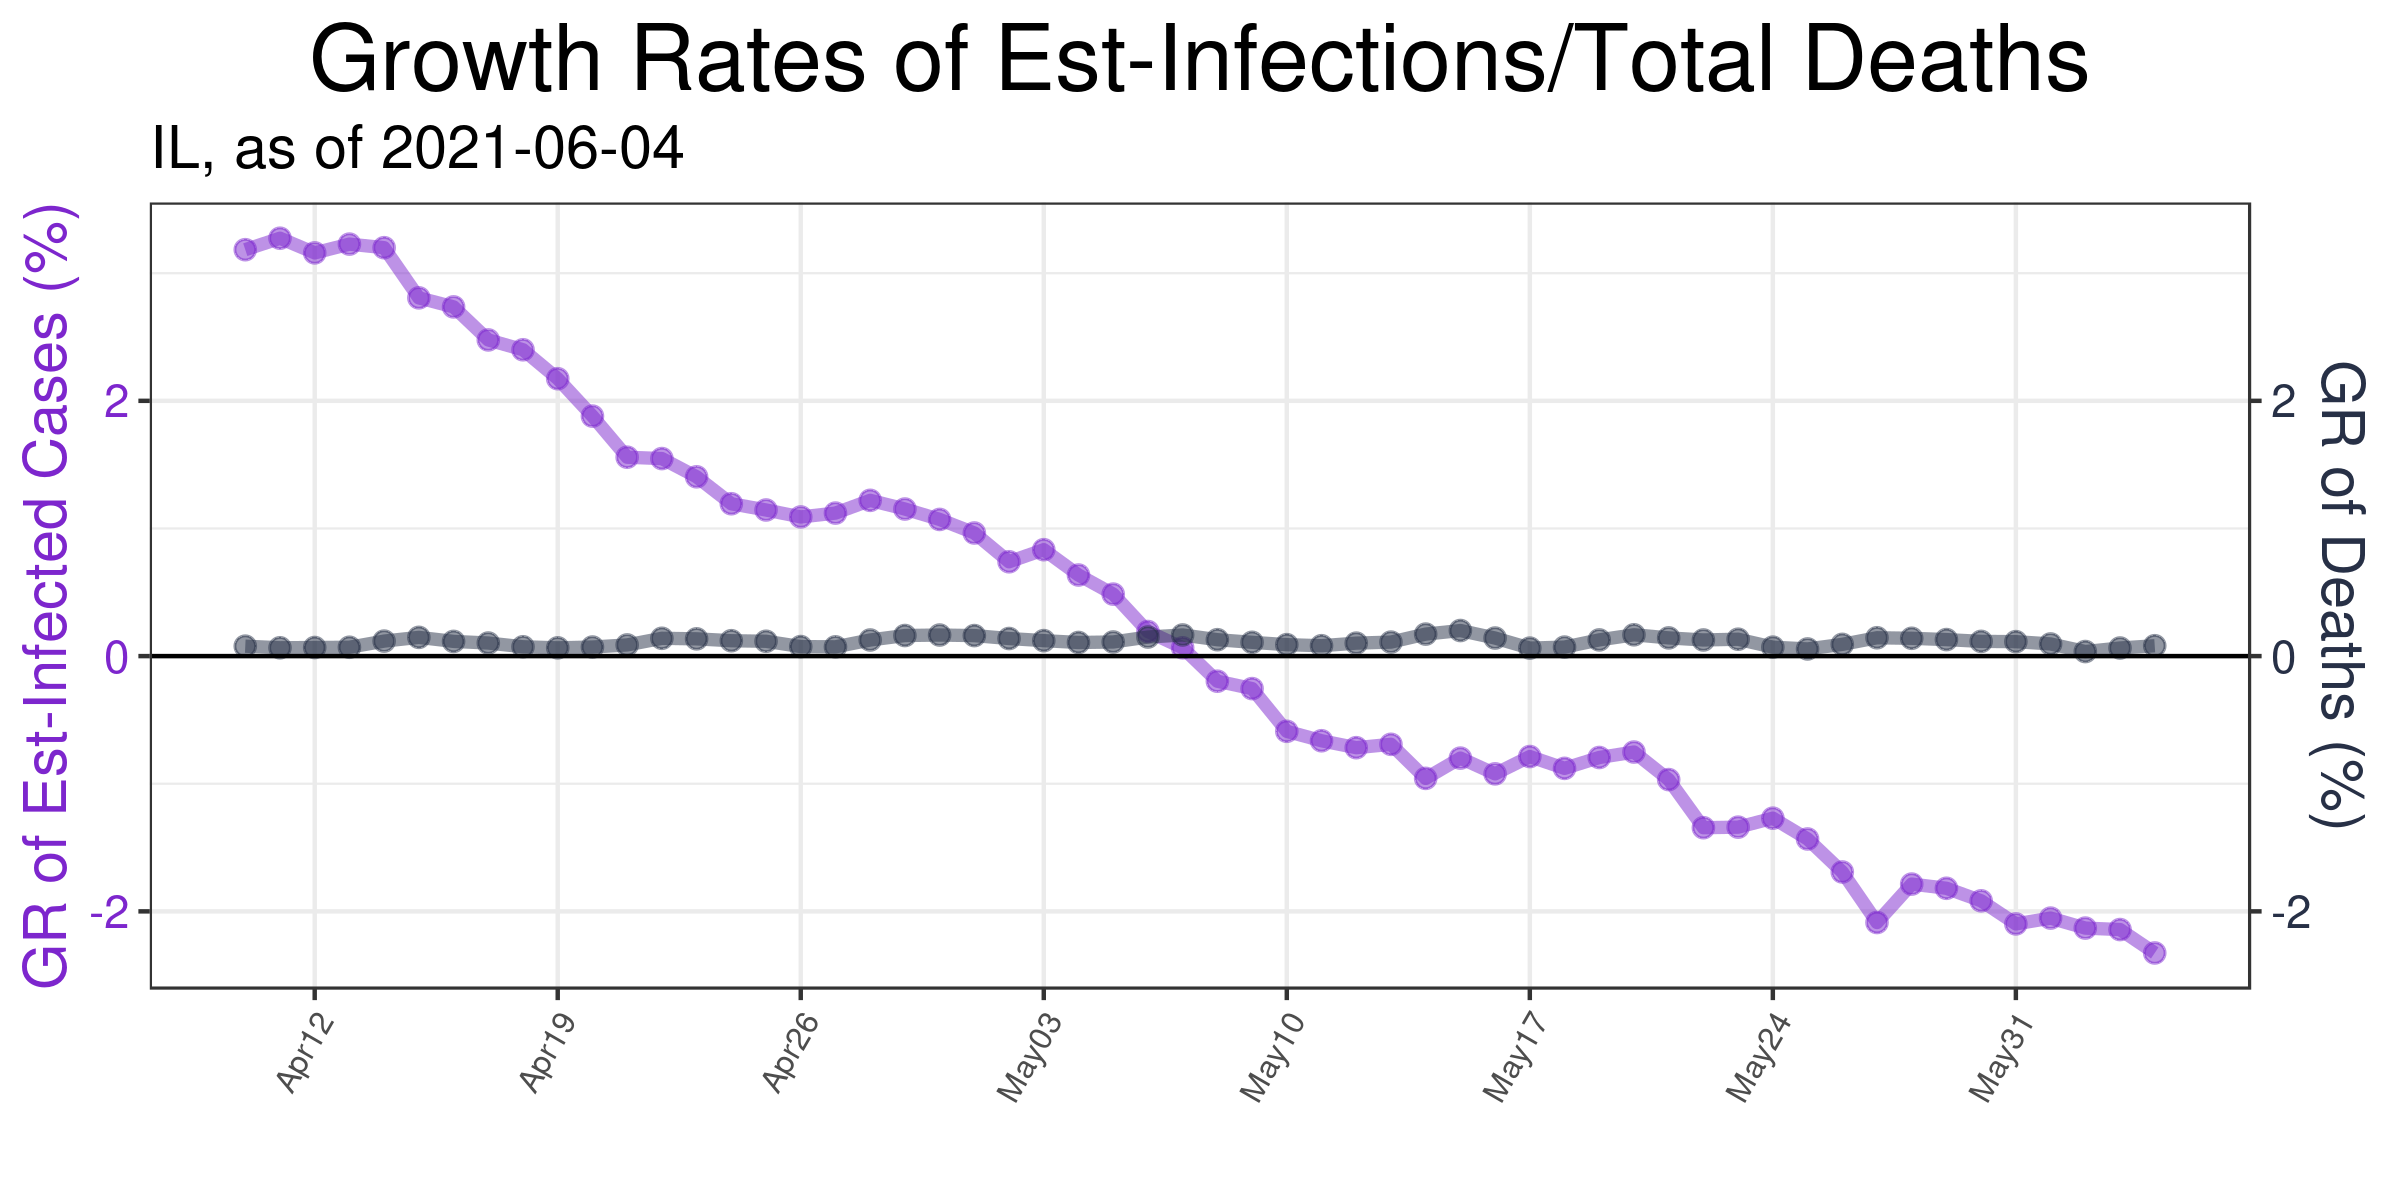 Growth Rates of Est-Infections/Total Deaths
IL, as of 2021-06-04
GR of Est-Infected Cases (%)
2
0
-2
2
0
-2
GR of Deaths (%)
Apr12
Apr19
Apr26
May03
May10
May17
May24
May31